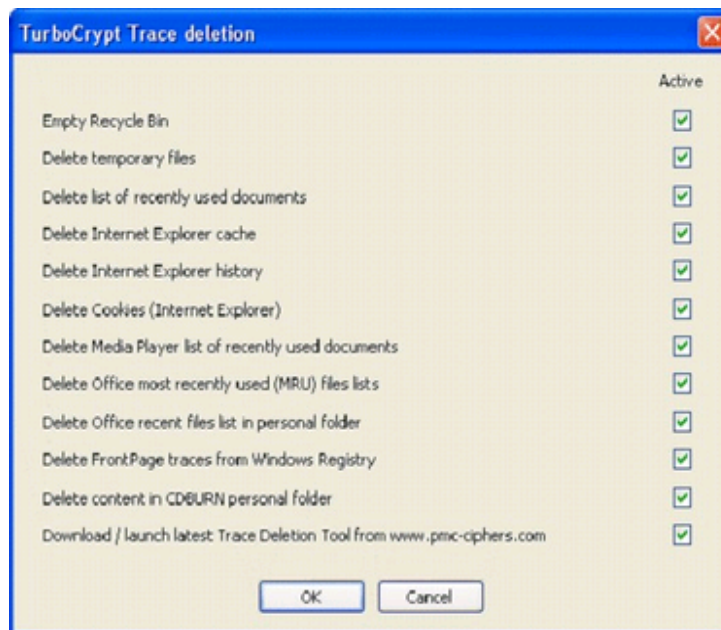 TurboCrypt Trace deletion
Active
Empty Recycle Bin
Delete temporary files
Delete list of recently used documents
Delete Internet Explorer cache
Delete Internet Explorer history
Delete Cookies (Internet Explorer)
Delete Media Player list of recently used documents
Delete Office most recently used (MRU) files lists
Delete Office recent files list in personal folder
Delete FrontPage traces from Windows Registry
Delete content in CDBURN personal folder
Download / launch latest Trace Deletion Tool from www.pmc-ciphers.com
OK Cancel